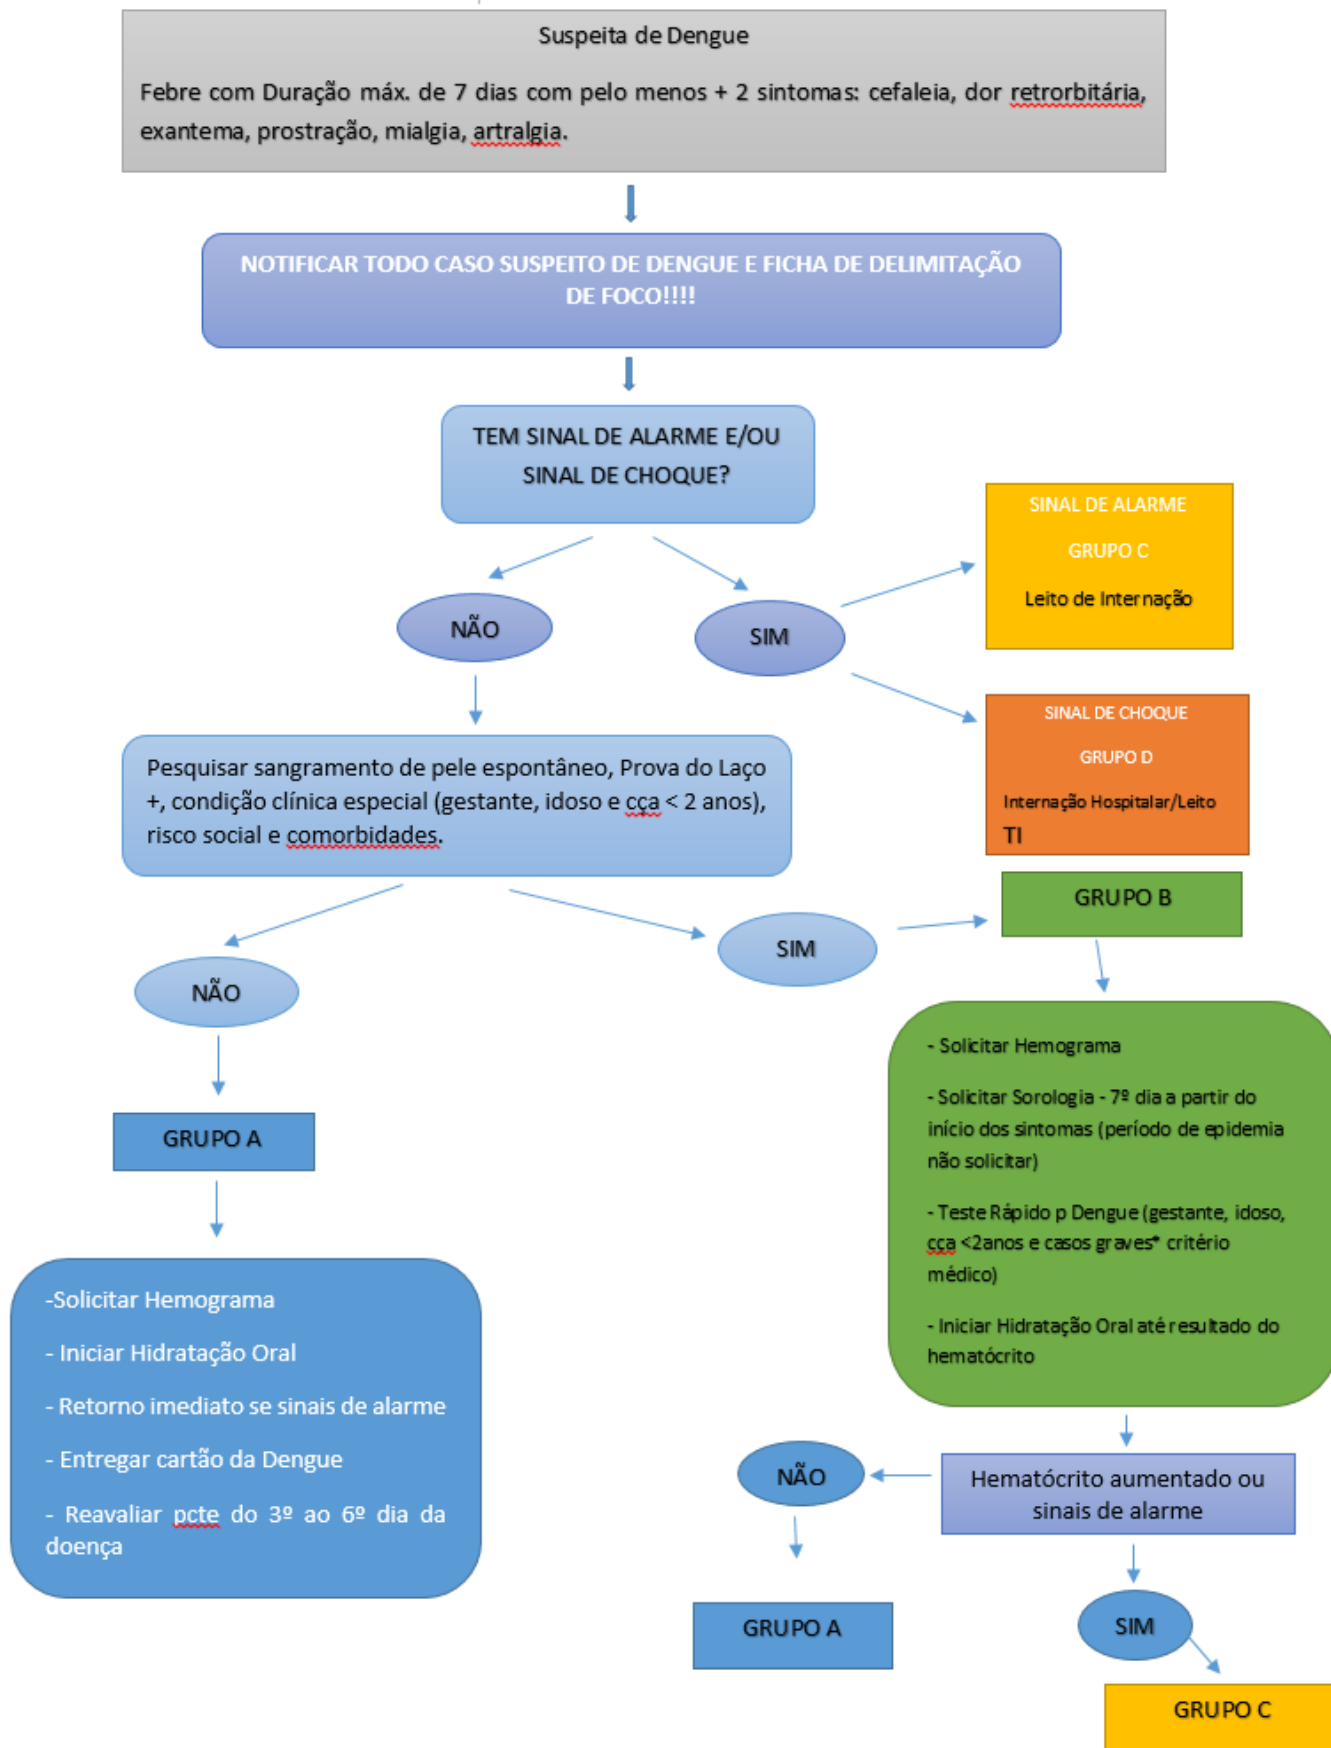 Suspeita de Dengue
Febre com Duração máx. de 7 dias com pelo menos + 2 sintomas: cefaleia, dor retrorbitária,
exantema, prostração, mialgia, artralgia.
NOTIFICAR TODO CASO SUSPEITO DE DENGUE E FICHA DE DELIMITAÇÃO
DE FOCO!!!!
TEM SINAL DE ALARME E/OU
SINAL DE CHOQUE?
SINAL DE ALARME
GRUPO C
Leito de Internação
NÃO
SIM
SINAL DE CHOQUE
GRUPO D
Internação Hospitalar/Leito
TI
Pesquisar sangramento de pele espontâneo, Prova do Laço
+, condição clínica especial (gestante, idoso e cça < 2 anos),
risco social e comorbidades.
GRUPO B
SIM
NÃO
- Solicitar Hemograma
- Solicitar Sorologia - 7º dia a partir do
início dos sintomas (período de epidemia
não solicitar)
- Teste Rápido p Dengue (gestante, idoso,
cça <2anos e casos graves* critério
médico)
- Iniciar Hidratação Oral até resultado do
hematócrito
GRUPO A
-Solicitar Hemograma
- Iniciar Hidratação Oral
- Retorno imediato se sinais de alarme
- Entregar cartão da Dengue
- Reavaliar pcte do 3º ao 6º dia da
doença
Hematócrito aumentado ou
sinais de alarme
NÃO
GRUPO A
SIM
GRUPO C